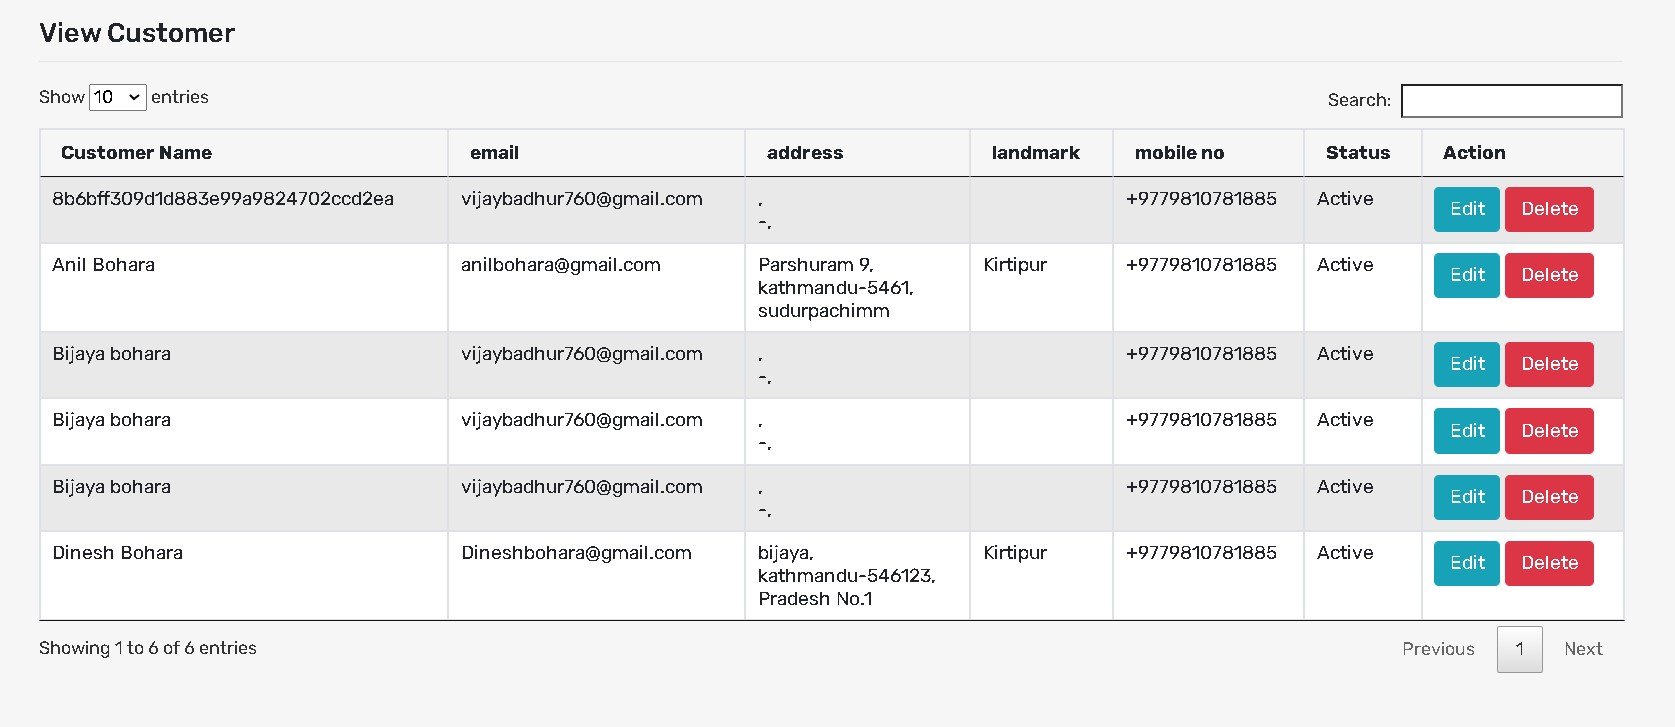 View Customer
Show 10 entries
Search:
Customer Name email address landmark mobile no Status Action
8b6bff309d1d883e99a9824702ccd2ea vijaybadhur760@gmail.com , +9779810781885 Active Edit Delete
-,
Anil Bohara anilbohara@gmail.com Parshuram 9, Kirtipur +9779810781885 Active Edit Delete
kathmandu-5461,
sudurpachimm
Bijaya bohara vijaybadhur760@gmail.com , +9779810781885 Active Edit Delete
-,
Bijaya bohara vijaybadhur760@gmail.com , +9779810781885 Active Edit Delete
-,
Bijaya bohara vijaybadhur760@gmail.com , +9779810781885 Active Edit Delete
-,
Dinesh Bohara Dineshbohara@gmail.com bijaya, Kirtipur +9779810781885 Active Edit Delete
kathmandu-546123,
Pradesh No.1
Showing 1 to 6 of 6 entries
Previous 1 Next